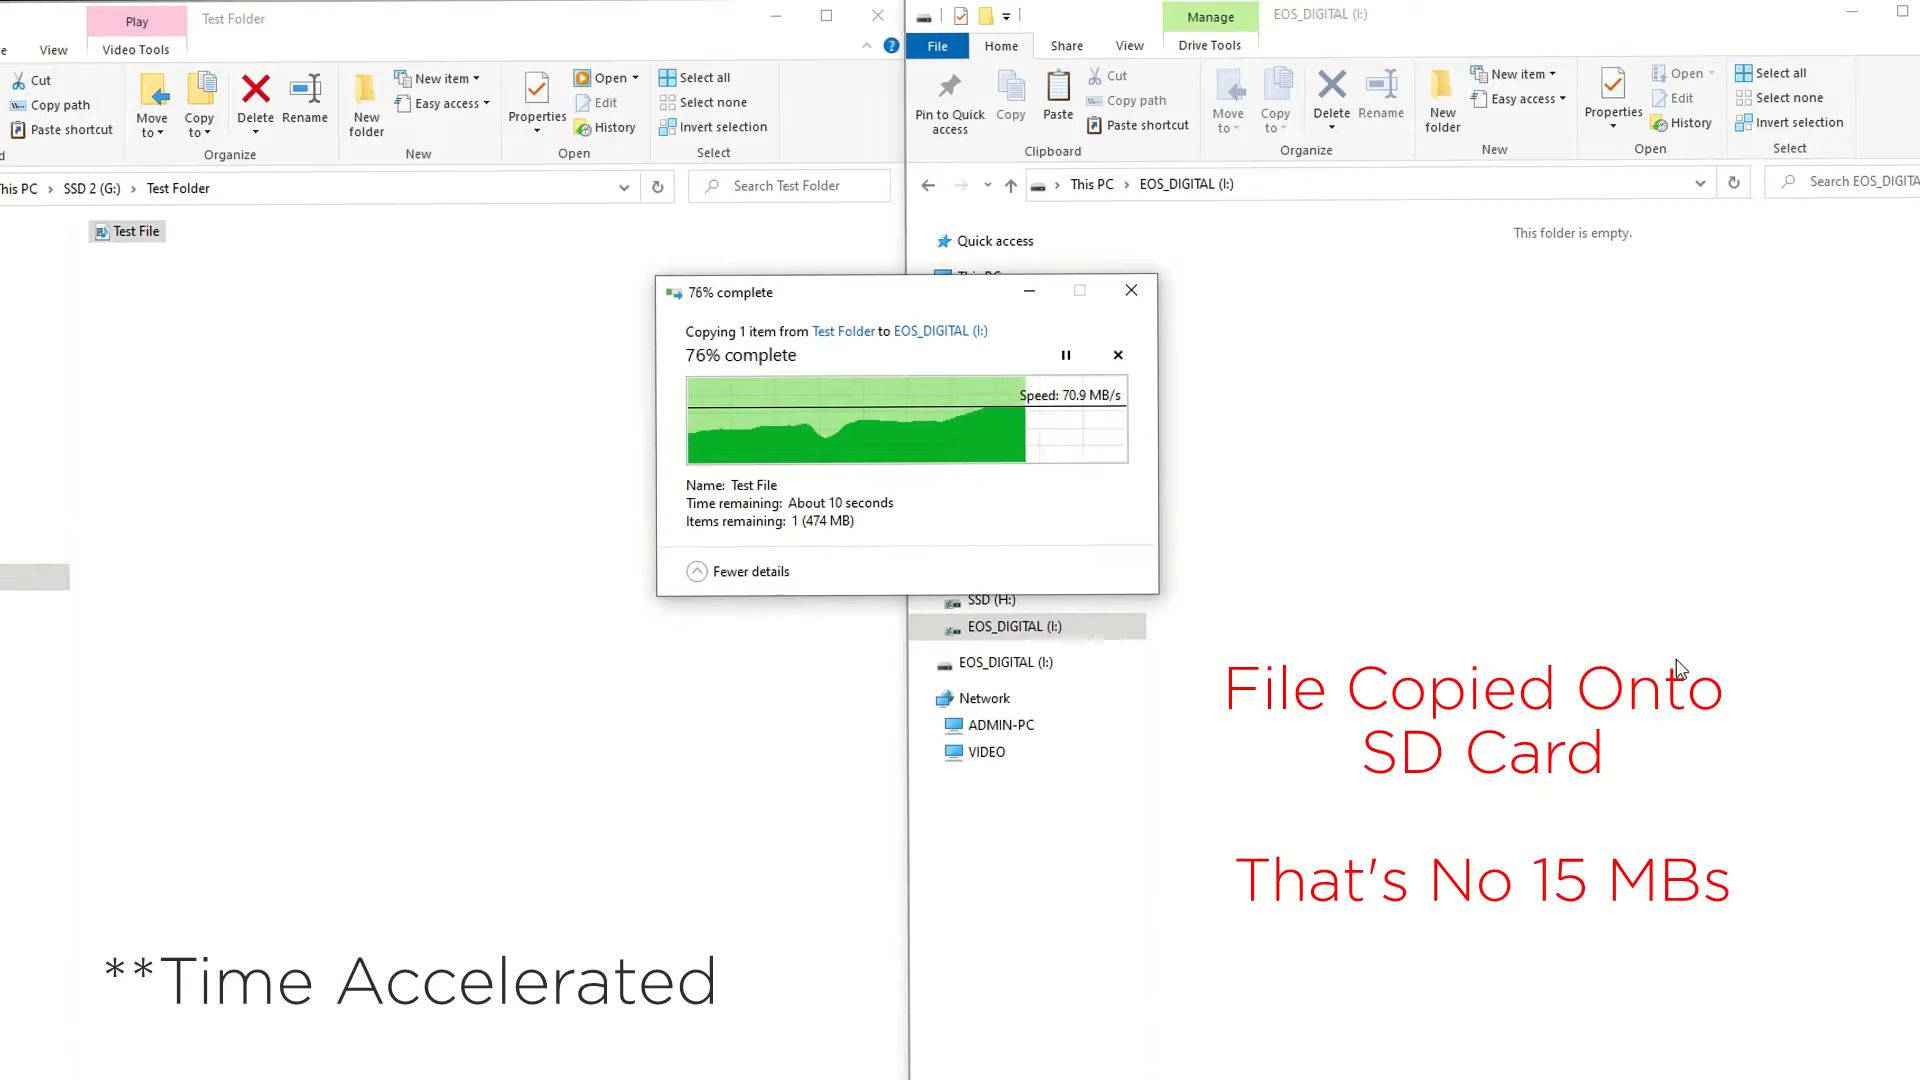 Play
Test Folder
View
Video Tools
Cut
Copy path
Paste shortcut
Move to
Copy to
Delete
Rename
Organize
New folder
New item
Easy access
New
Properties
Open
Edit
History
Open
Select all
Select none
Invert selection
Select
This PC > SSD 2 (G:) > Test Folder
Search Test Folder
Test File
Manage
EOS_DIGITAL (I:)
File
Home
Share
View
Drive Tools
Pin to Quick access
Copy
Paste
Cut
Copy path
Paste shortcut
Clipboard
Move to
Copy to
Delete
Rename
Organize
New folder
New item
Easy access
New
Properties
Open
Edit
History
Open
Select all
Select none
Invert selection
Select
This PC > EOS_DIGITAL (I:)
Search EOS_DIGITA
Quick access
This PC
This folder is empty.
76% complete
Copying 1 item from Test Folder to EOS_DIGITAL (I:)
76% complete
Speed: 70.9 MB/s
Name: Test File
Time remaining: About 10 seconds
Items remaining: 1 (474 MB)
Fewer details
SSD (H:)
EOS_DIGITAL (I:)
EOS_DIGITAL (I:)
Network
ADMIN-PC
VIDEO
File Copied Onto
SD Card
That's No 15 MBs
**Time Accelerated